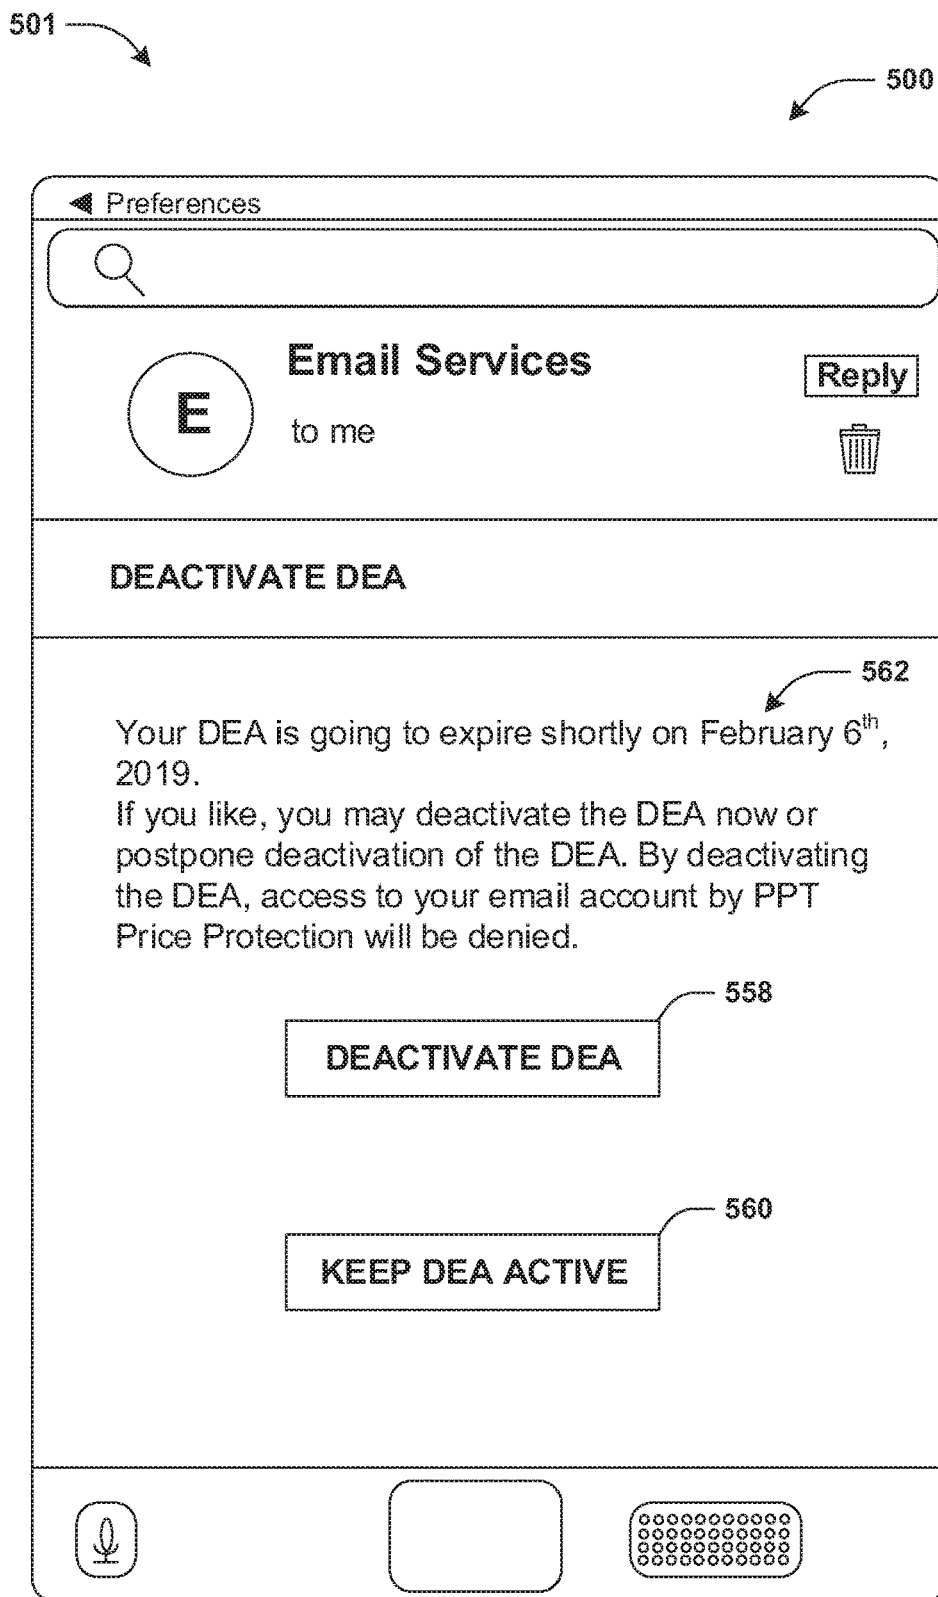 501
500
◀ Preferences
Email Services
Reply
E
to me
DEACTIVATE DEA
562
Your DEA is going to expire shortly on February 6th,
2019.
If you like, you may deactivate the DEA now or
postpone deactivation of the DEA. By deactivating
the DEA, access to your email account by PPT
Price Protection will be denied.
558
DEACTIVATE DEA
560
KEEP DEA ACTIVE